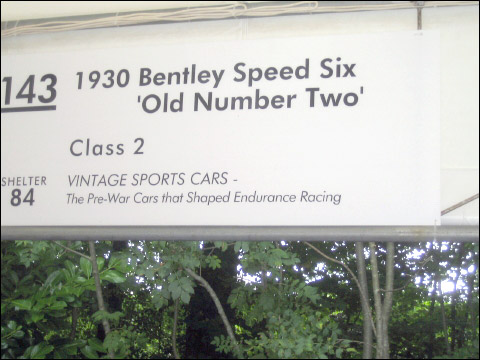 143
1930 Bentley Speed Six
'Old Number Two'
Class 2
SHELTER
84
VINTAGE SPORTS CARS -
The Pre-War Cars that Shaped Endurance Racing